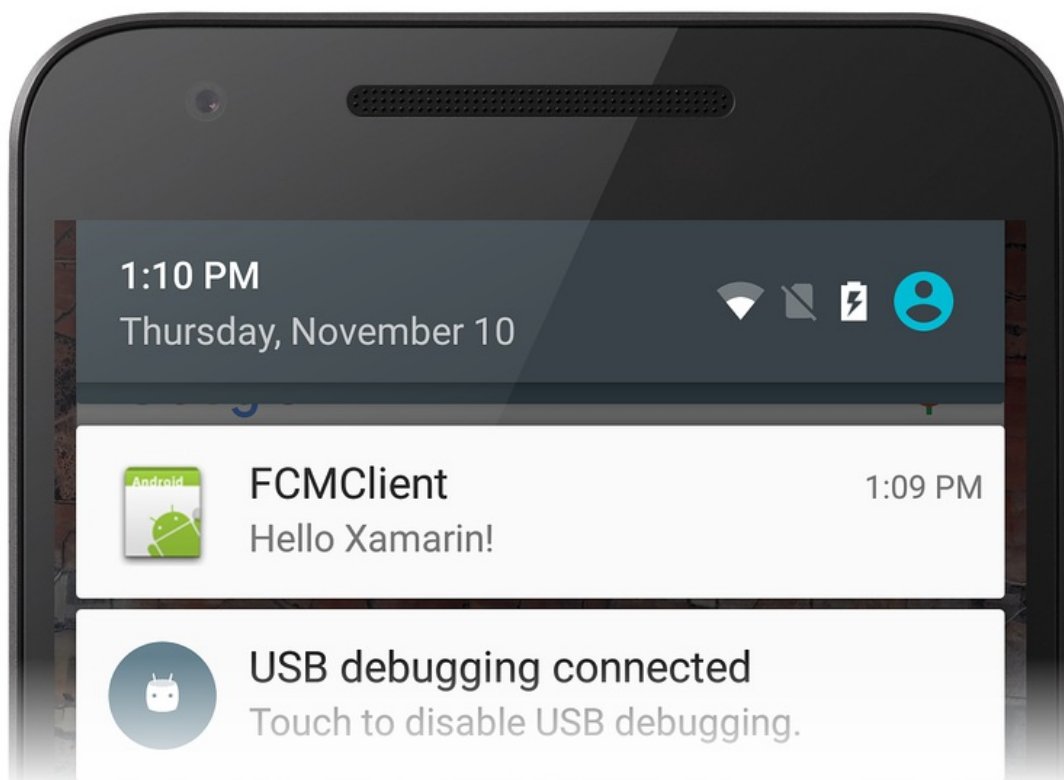 1:10 PM
Thursday, November 10
Android
FCMClient
1:09 PM
Hello Xamarin!
USB debugging connected
Touch to disable USB debugging.